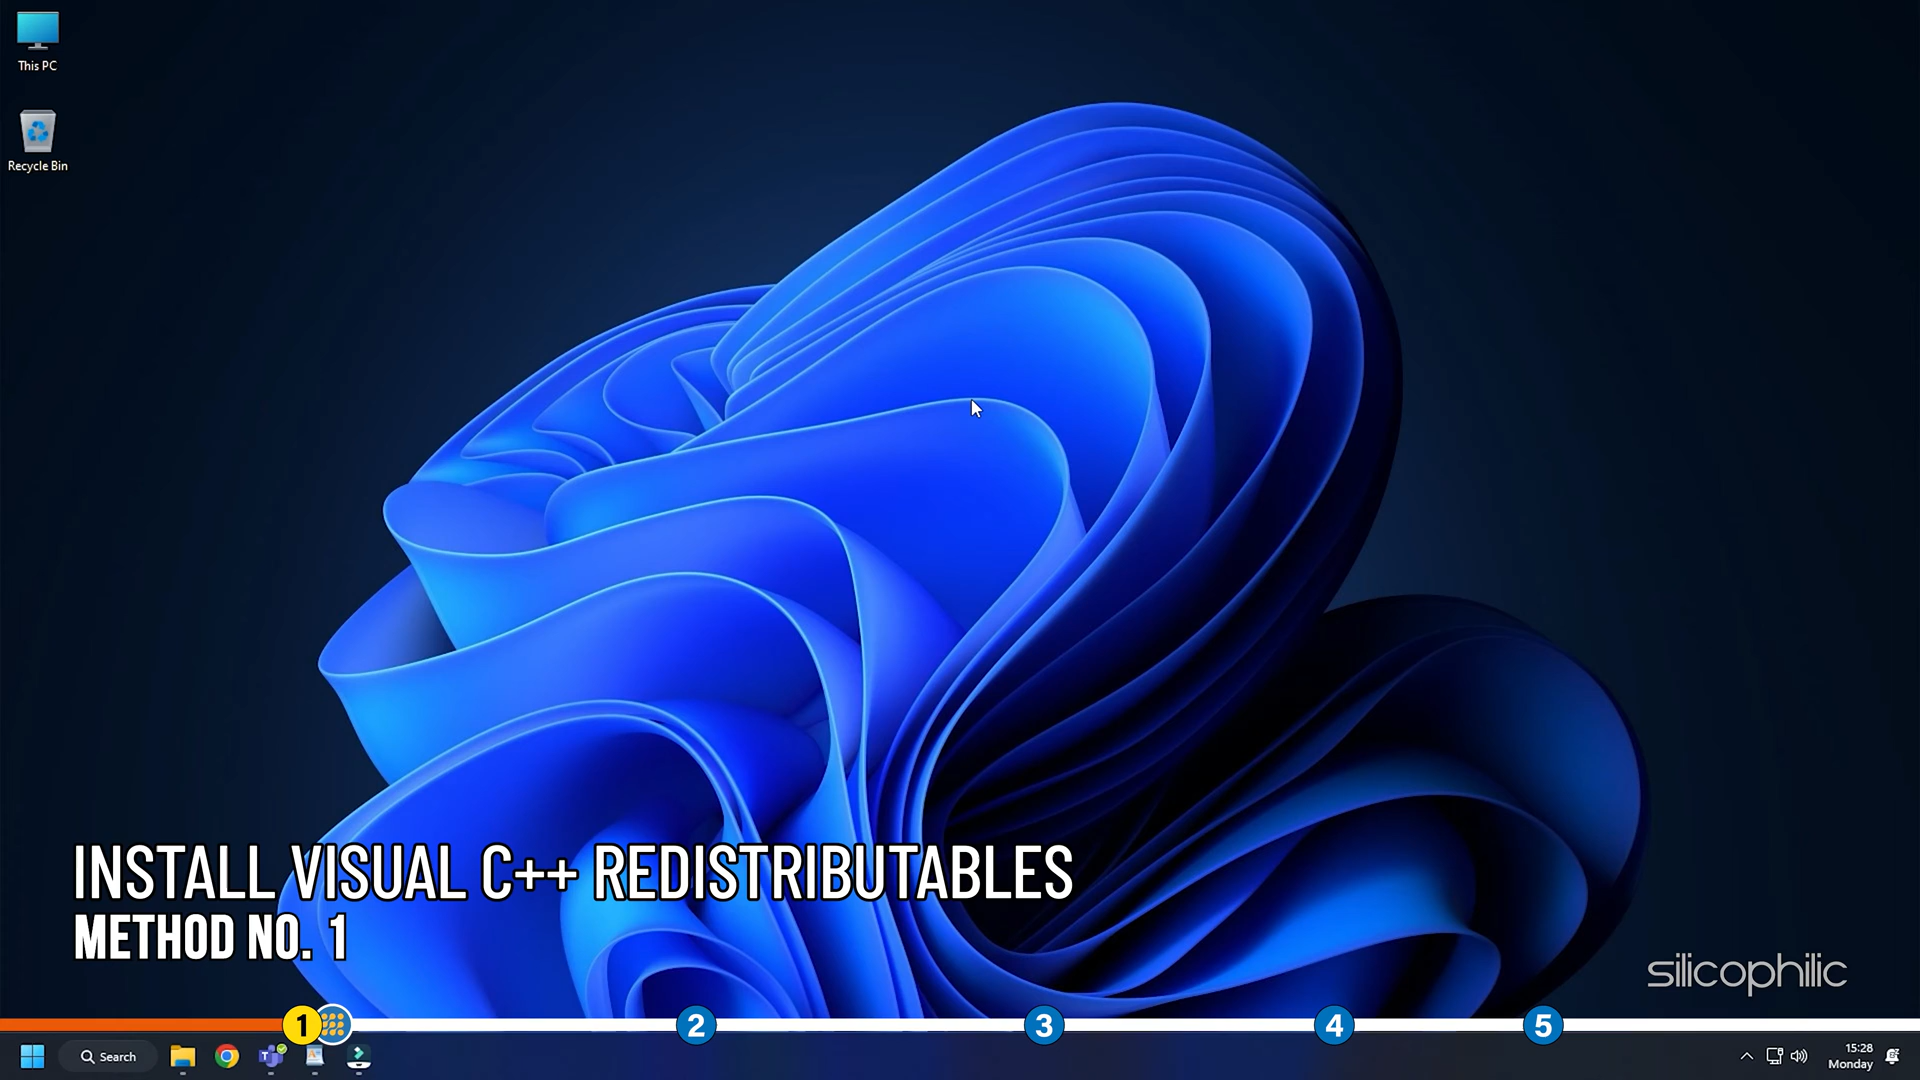 This PC
Recycle Bin
INSTALL VISUAL C++ REDISTRIBUTABLES
METHOD NO. 1
silicophilic
1 2 3 4 5
Search
15:28
Monday